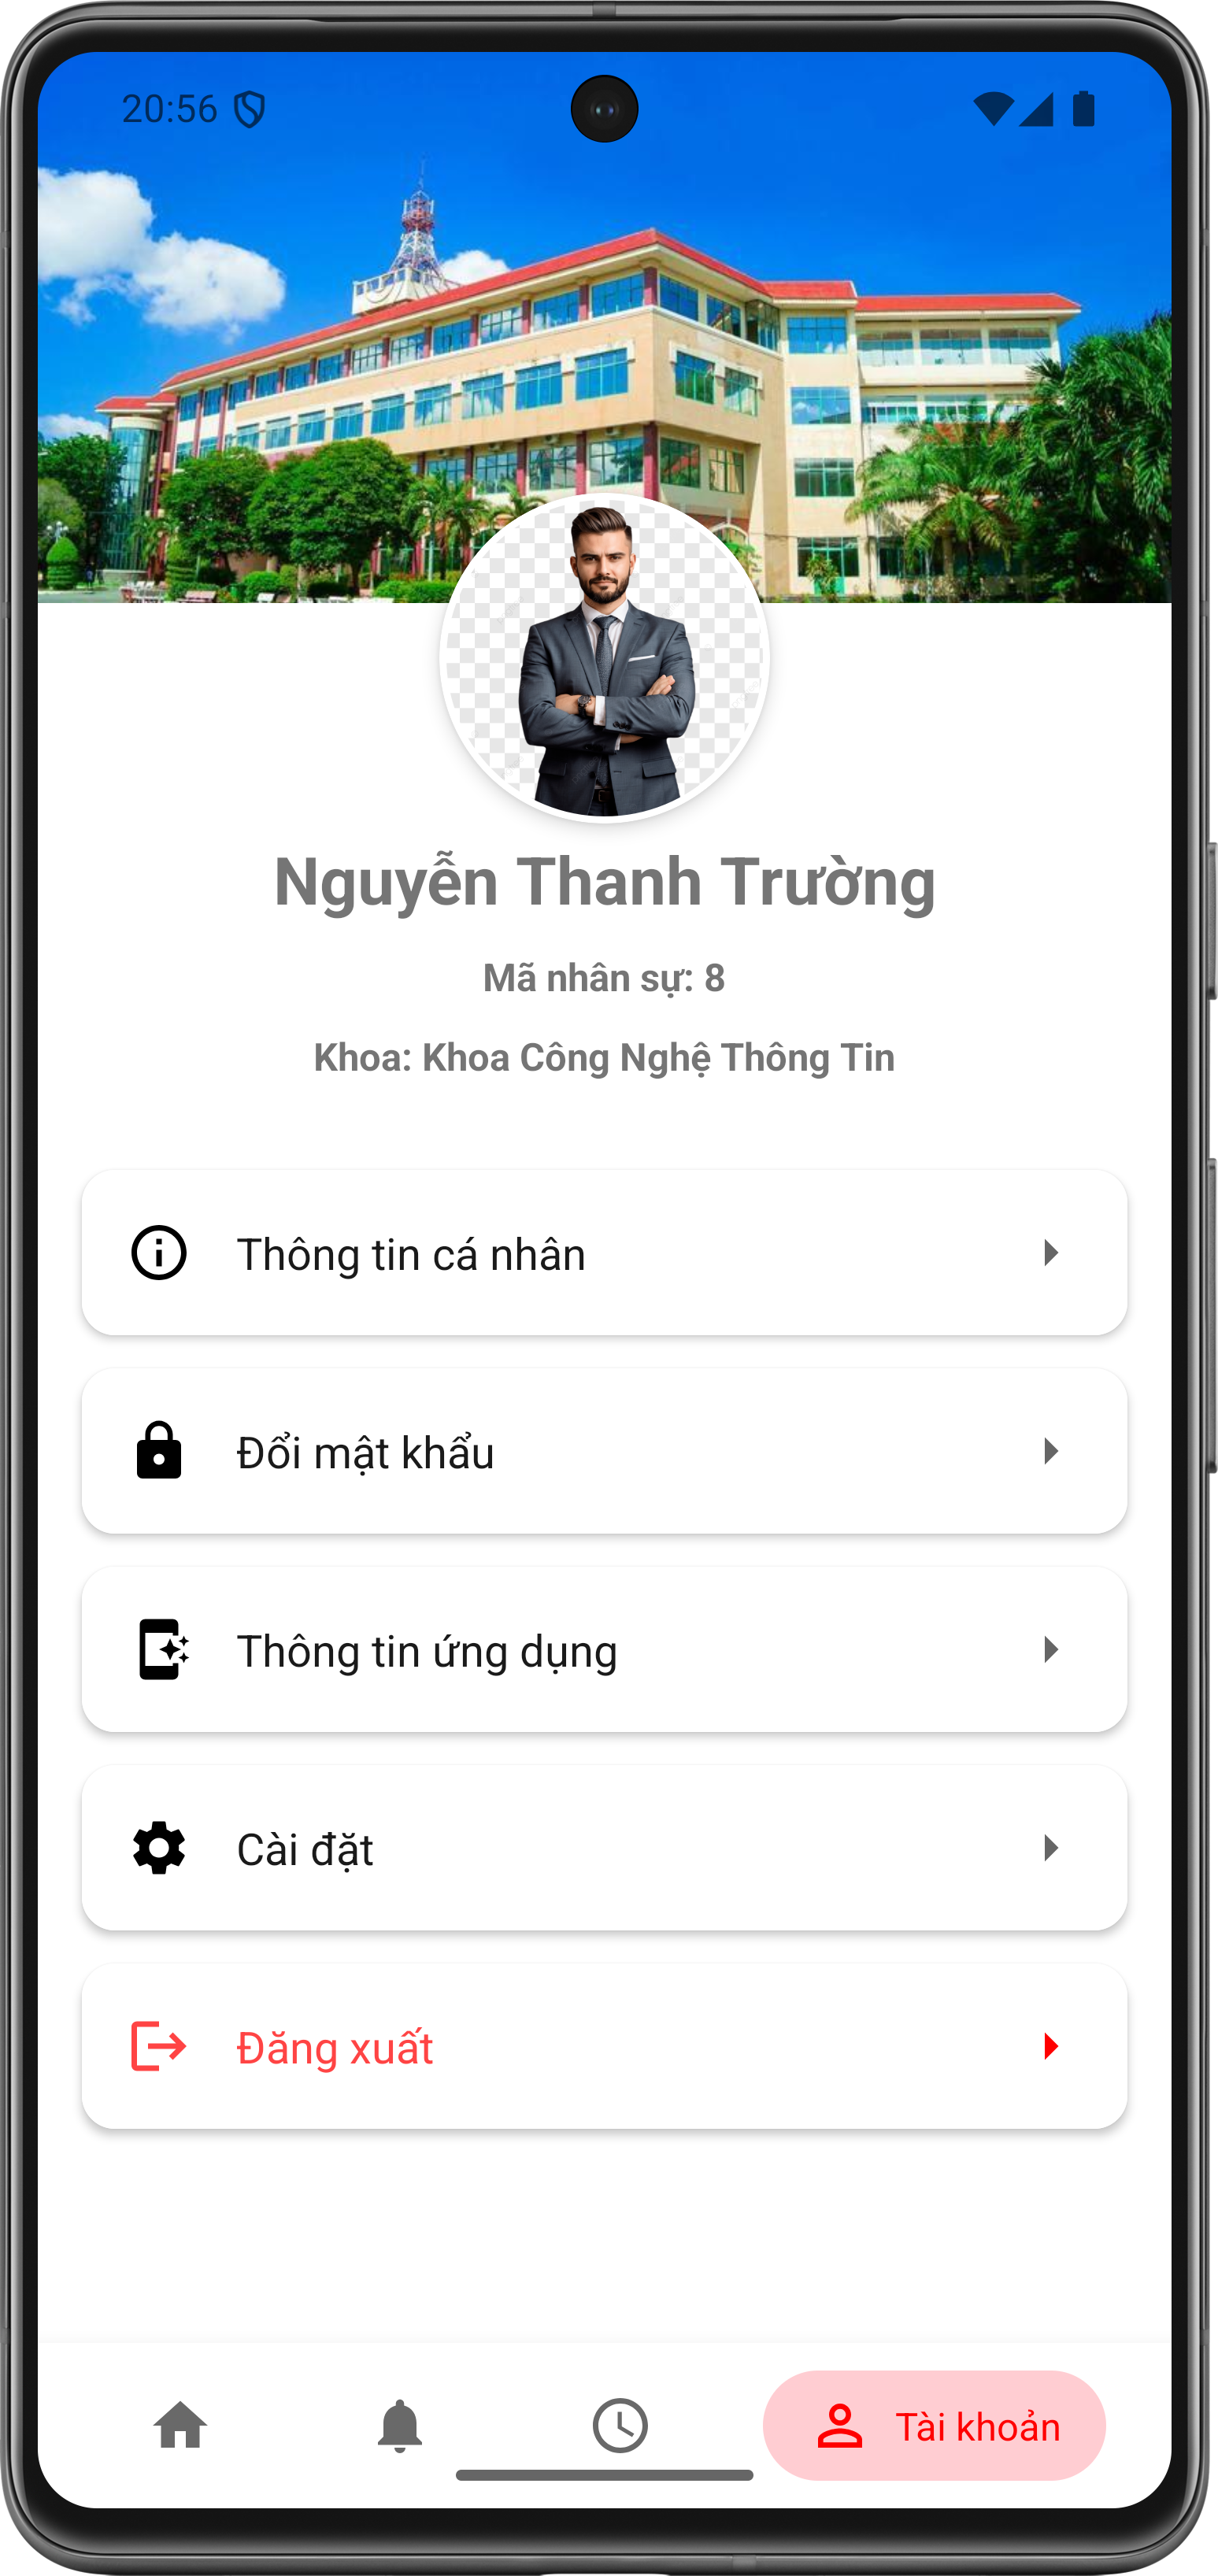 20:56
Nguyễn Thanh Trường
Mã nhân sự: 8
Khoa: Khoa Công Nghệ Thông Tin
Thông tin cá nhân
Đổi mật khẩu
Thông tin ứng dụng
Cài đặt
Đăng xuất
Tài khoản